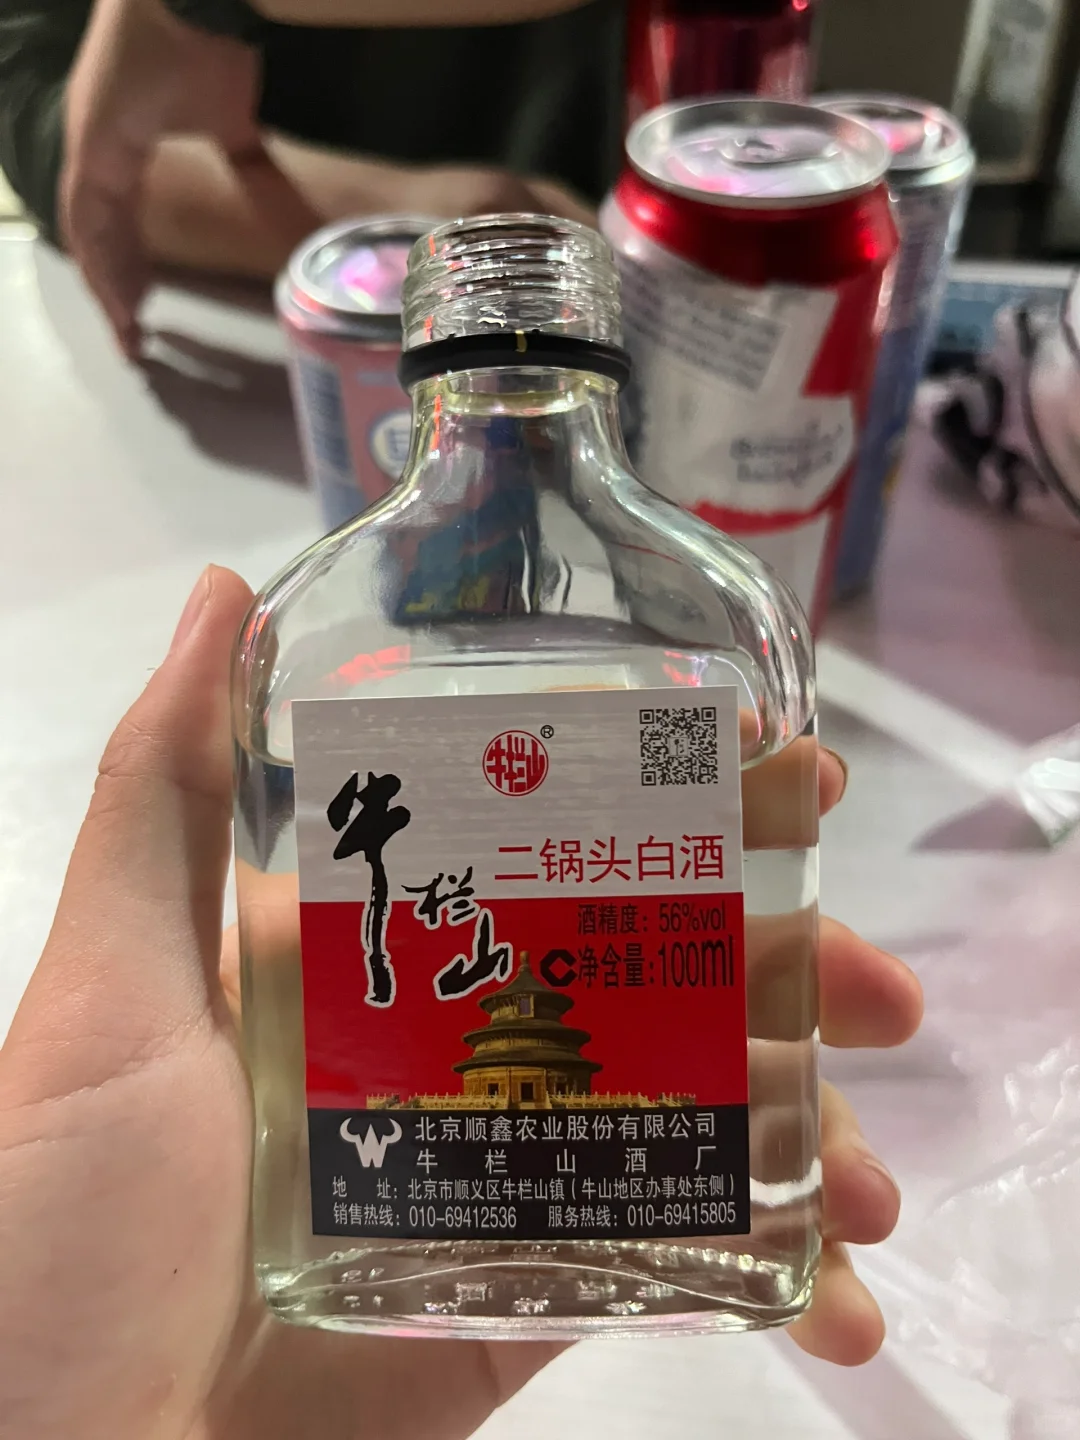 牛栏山®
牛栏山
二锅头白酒
酒精度：56%vol
C净含量:100ml
北京顺鑫农业股份有限公司
牛栏山酒厂
地 址：北京市顺义区牛栏山镇（牛山地区办事处东侧）
销售热线：010-69412536 服务热线：010-69415805